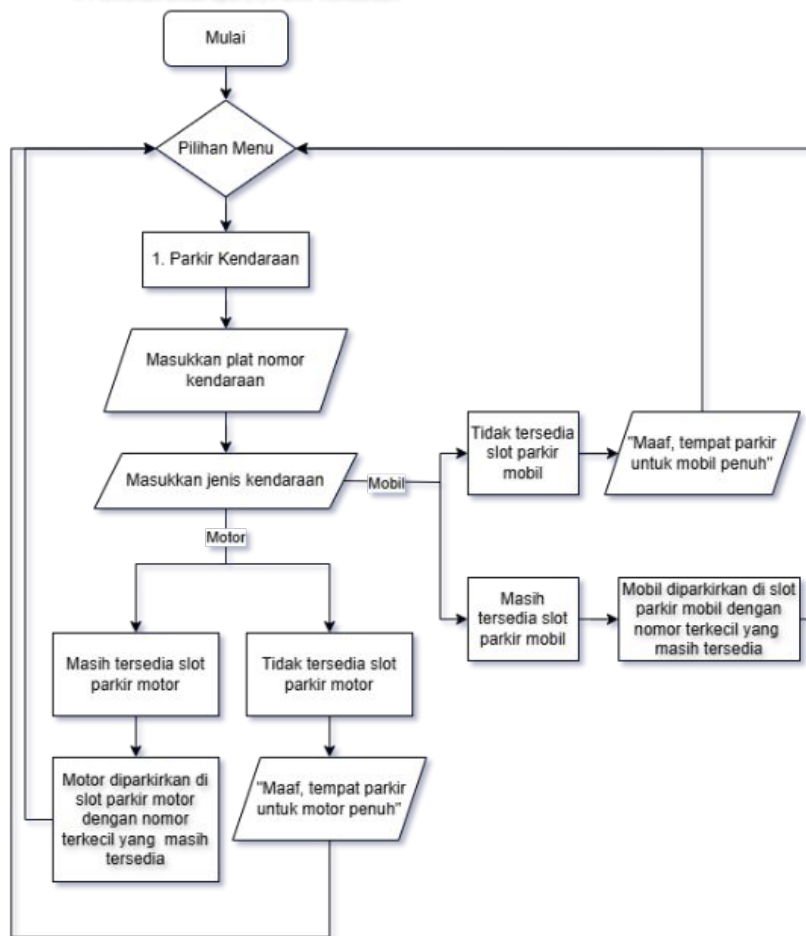 Mulai
Pilihan Menu
1. Parkir Kendaraan
Masukkan plat nomor
kendaraan
Masukkan jenis kendaraan
Mobil
Tidak tersedia
slot parkir
mobil
"Maaf, tempat parkir
untuk mobil penuh"
Motor
Masih
tersedia slot
parkir mobil
Mobil diparkirkan di slot
parkir mobil dengan
nomor terkecil yang
masih tersedia
Masih tersedia slot
parkir motor
Tidak tersedia slot
parkir motor
Motor diparkirkan di
slot parkir motor
dengan nomor
terkecil yang masih
tersedia
"Maaf, tempat parkir
untuk motor penuh"